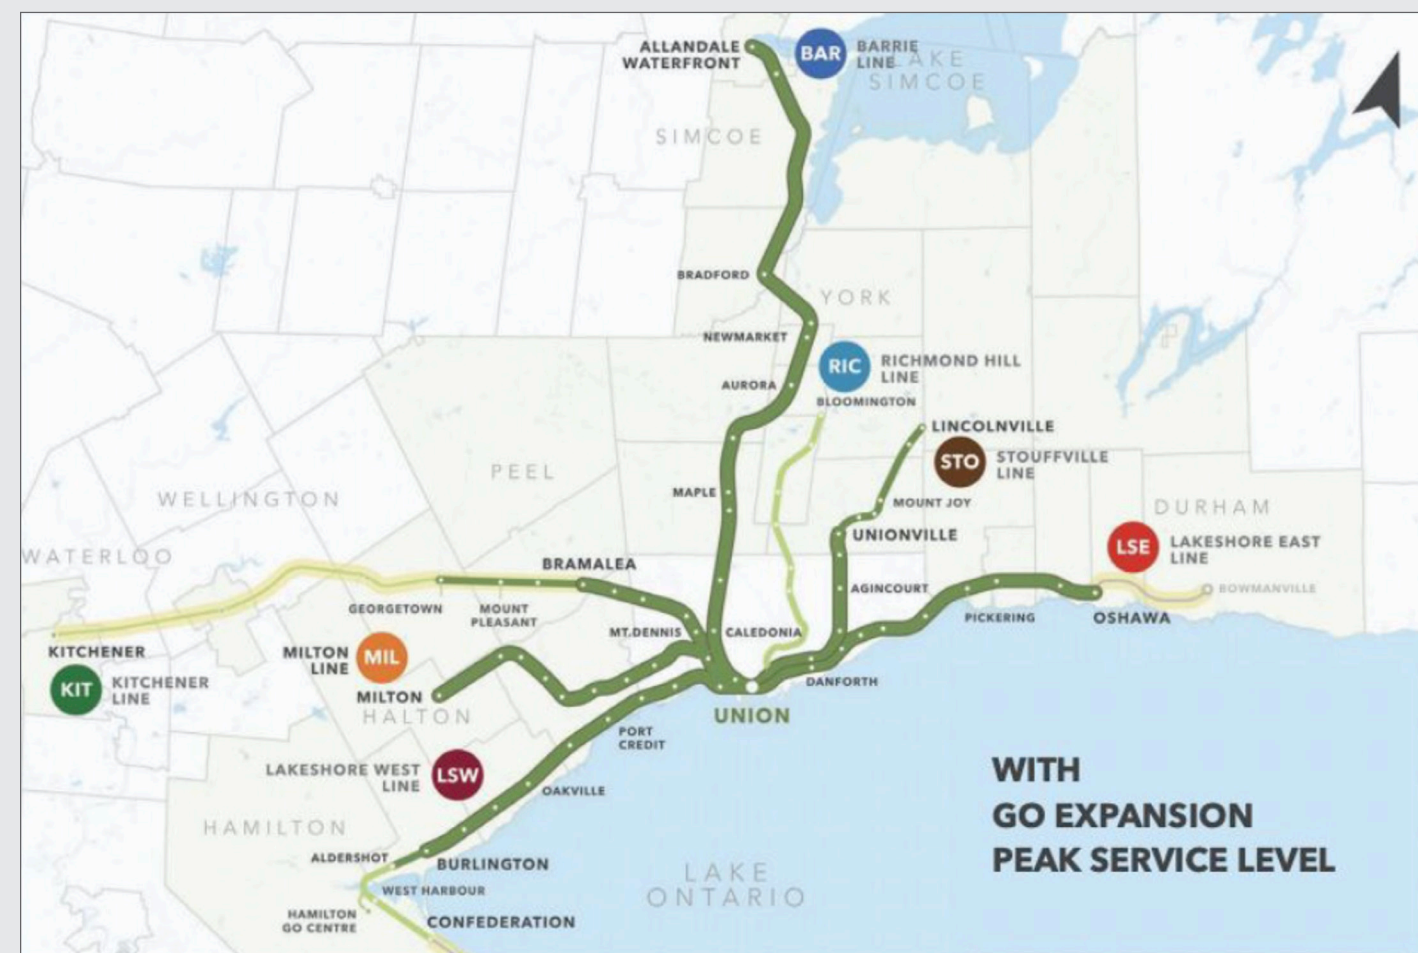 ALLANDALE
WATERFRONT
BAR
BARRIE
LINE
LAKE
SIMCOE
SIMCOE
BRADFORD
YORK
NEWMARKET
RIC
RICHMOND HILL
LINE
AURORA
BLOOMINGTON
LINCOLNVILLE
STO
STOUFFVILLE
LINE
PEEL
MAPLE
WELLINGTON
MOUNT JOY
DURHAM
UNIONVILLE
LSE
LAKESHORE EAST
LINE
WATERLOO
BRAMALEA
AGINCOURT
BOWMANVILLE
GEORGETOWN
MOUNT
PLEASANT
PICKERING
OSHAWA
MT.DENNIS
CALEDONIA
KITCHENER
MILTON
LINE
MIL
KIT
KITCHENER
LINE
MILTON
DANFORTH
HALTON
UNION
PORT
CREDIT
LAKESHORE WEST
LINE
LSW
OAKVILLE
WITH
GO EXPANSION
PEAK SERVICE LEVEL
HAMILTON
ALDERSHOT
BURLINGTON
LAKE
ONTARIO
WEST HARBOUR
HAMILTON
GO CENTRE
CONFEDERATION